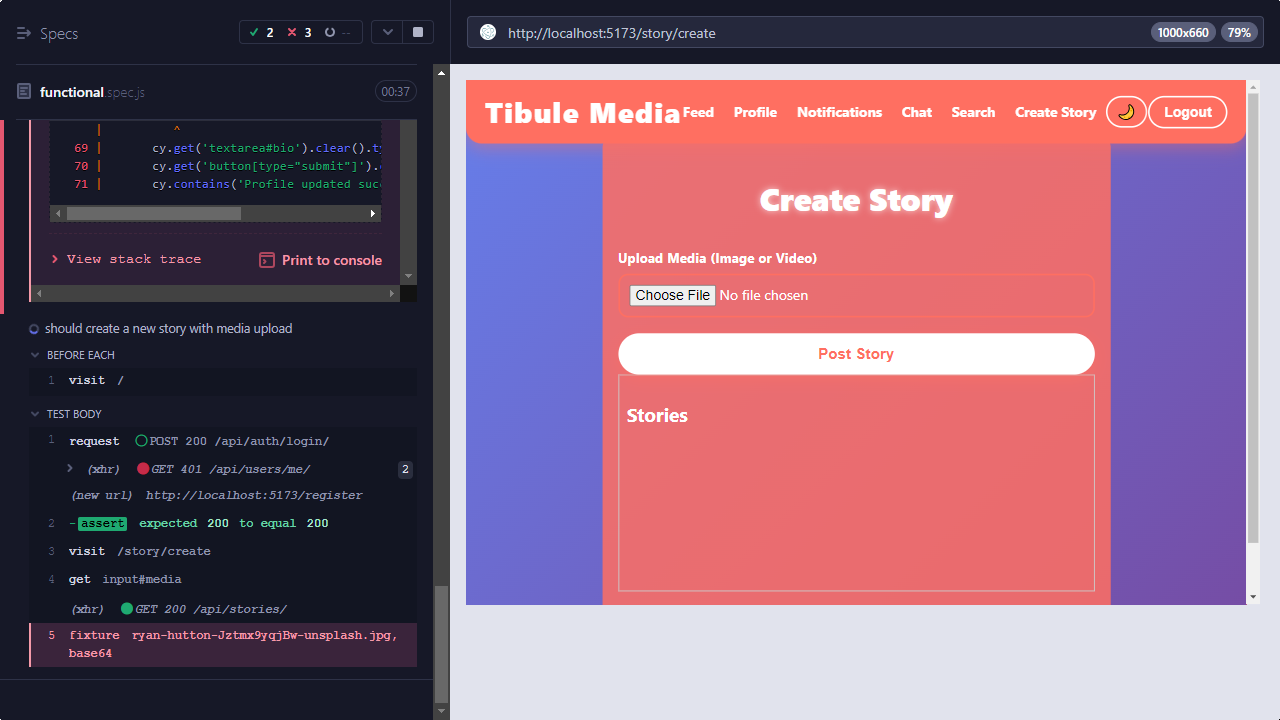 Specs
2
3
--
functional.spec.js
00:37
| ^
69 | cy.get('textarea#bio').clear().ty
70 | cy.get('button[type="submit"]').
71 | cy.contains('Profile updated succ
View stack trace
Print to console
should create a new story with media upload
BEFORE EACH
1 visit /
TEST BODY
1 request POST 200 /api/auth/login/
(xhr) GET 401 /api/users/me/ 2
(new url) http://localhost:5173/register
2 -assert expected 200 to equal 200
3 visit /story/create
4 get input#media
(xhr) GET 200 /api/stories/
5 fixture ryan-hutton-Jztmx9yqjBw-unsplash.jpg,
base64
http://localhost:5173/story/create
1000x660
79%
Tibule Media
Feed
Profile
Notifications
Chat
Search
Create Story
Logout
Create Story
Upload Media (Image or Video)
Choose File No file chosen
Post Story
Stories